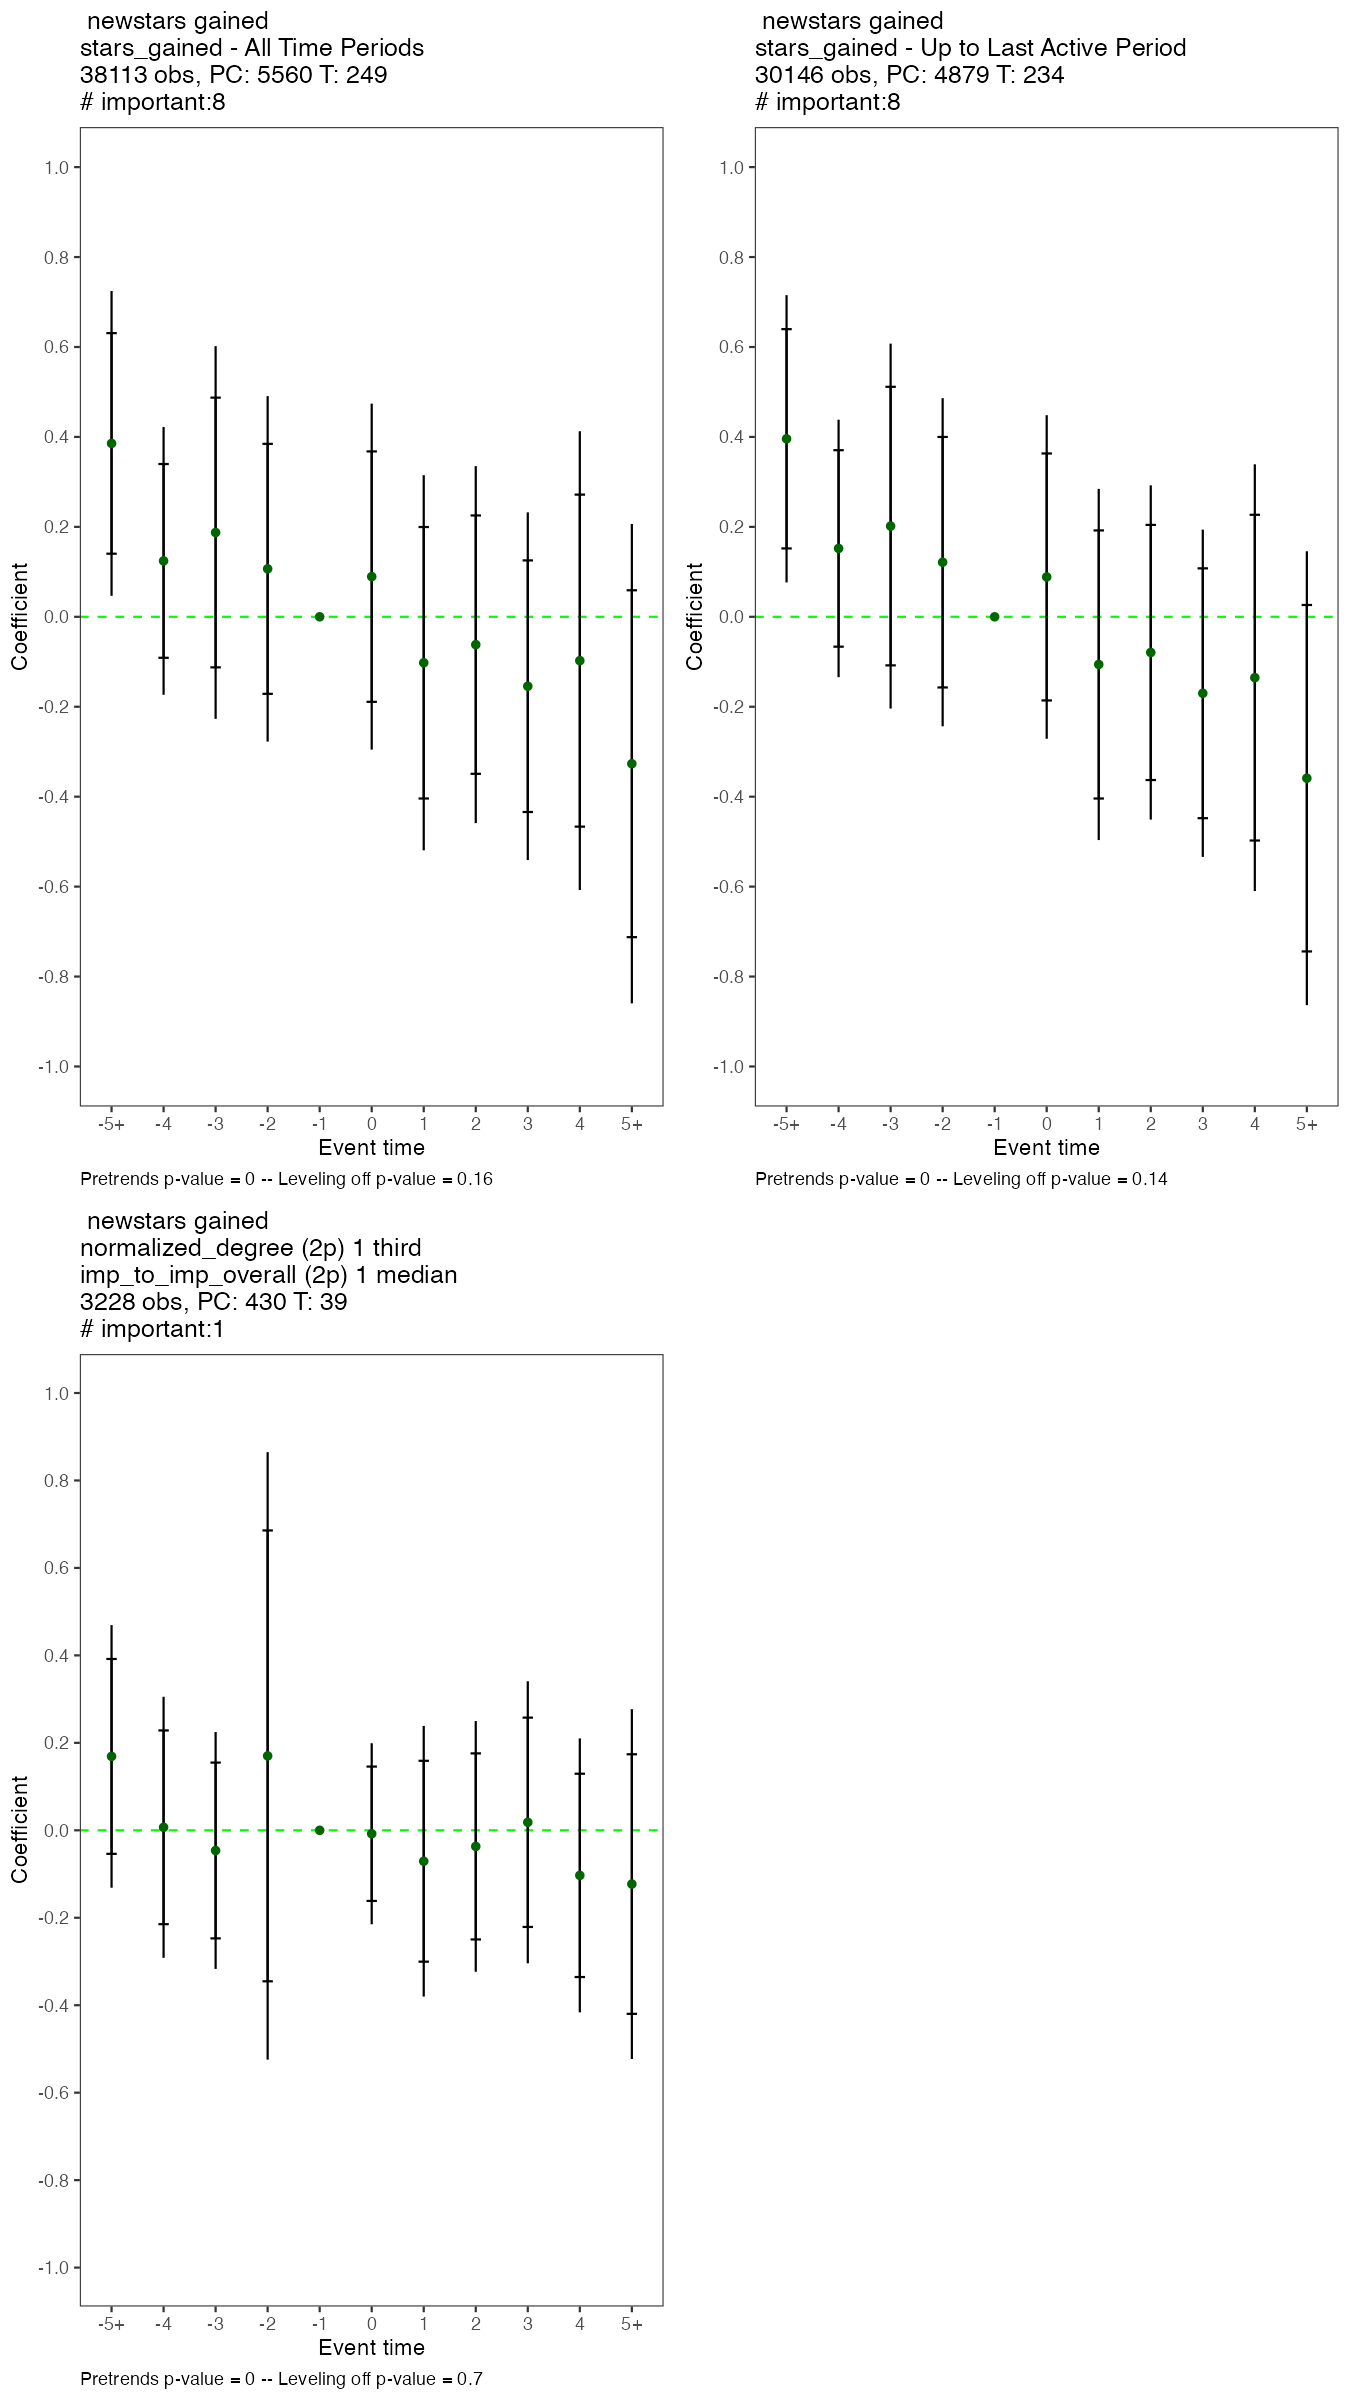 newstars gained
stars_gained - All Time Periods
38113 obs, PC: 5560 T: 249
# important:8
1.0
0.8
0.6
0.4
0.2
0.0
-0.2
-0.4
-0.6
-0.8
-1.0
Coefficient
-5+ -4 -3 -2 -1 0 1 2 3 4 5+
Event time
Pretrends p-value = 0 -- Leveling off p-value = 0.16
newstars gained
stars_gained - Up to Last Active Period
30146 obs, PC: 4879 T: 234
# important:8
1.0
0.8
0.6
0.4
0.2
0.0
-0.2
-0.4
-0.6
-0.8
-1.0
Coefficient
-5+ -4 -3 -2 -1 0 1 2 3 4 5+
Event time
Pretrends p-value = 0 -- Leveling off p-value = 0.14
newstars gained
normalized_degree (2p) 1 third
imp_to_imp_overall (2p) 1 median
3228 obs, PC: 430 T: 39
# important:1
1.0
0.8
0.6
0.4
0.2
0.0
-0.2
-0.4
-0.6
-0.8
-1.0
Coefficient
-5+ -4 -3 -2 -1 0 1 2 3 4 5+
Event time
Pretrends p-value = 0 -- Leveling off p-value = 0.7